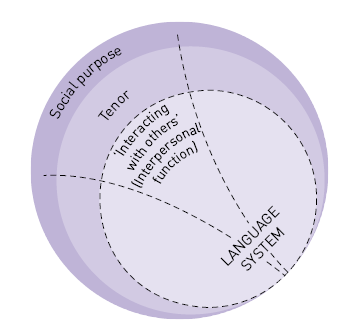 Social purpose
Tenor
‘Interacting
with others’
(Interpersonal
function)
LANGUAGE
SYSTEM